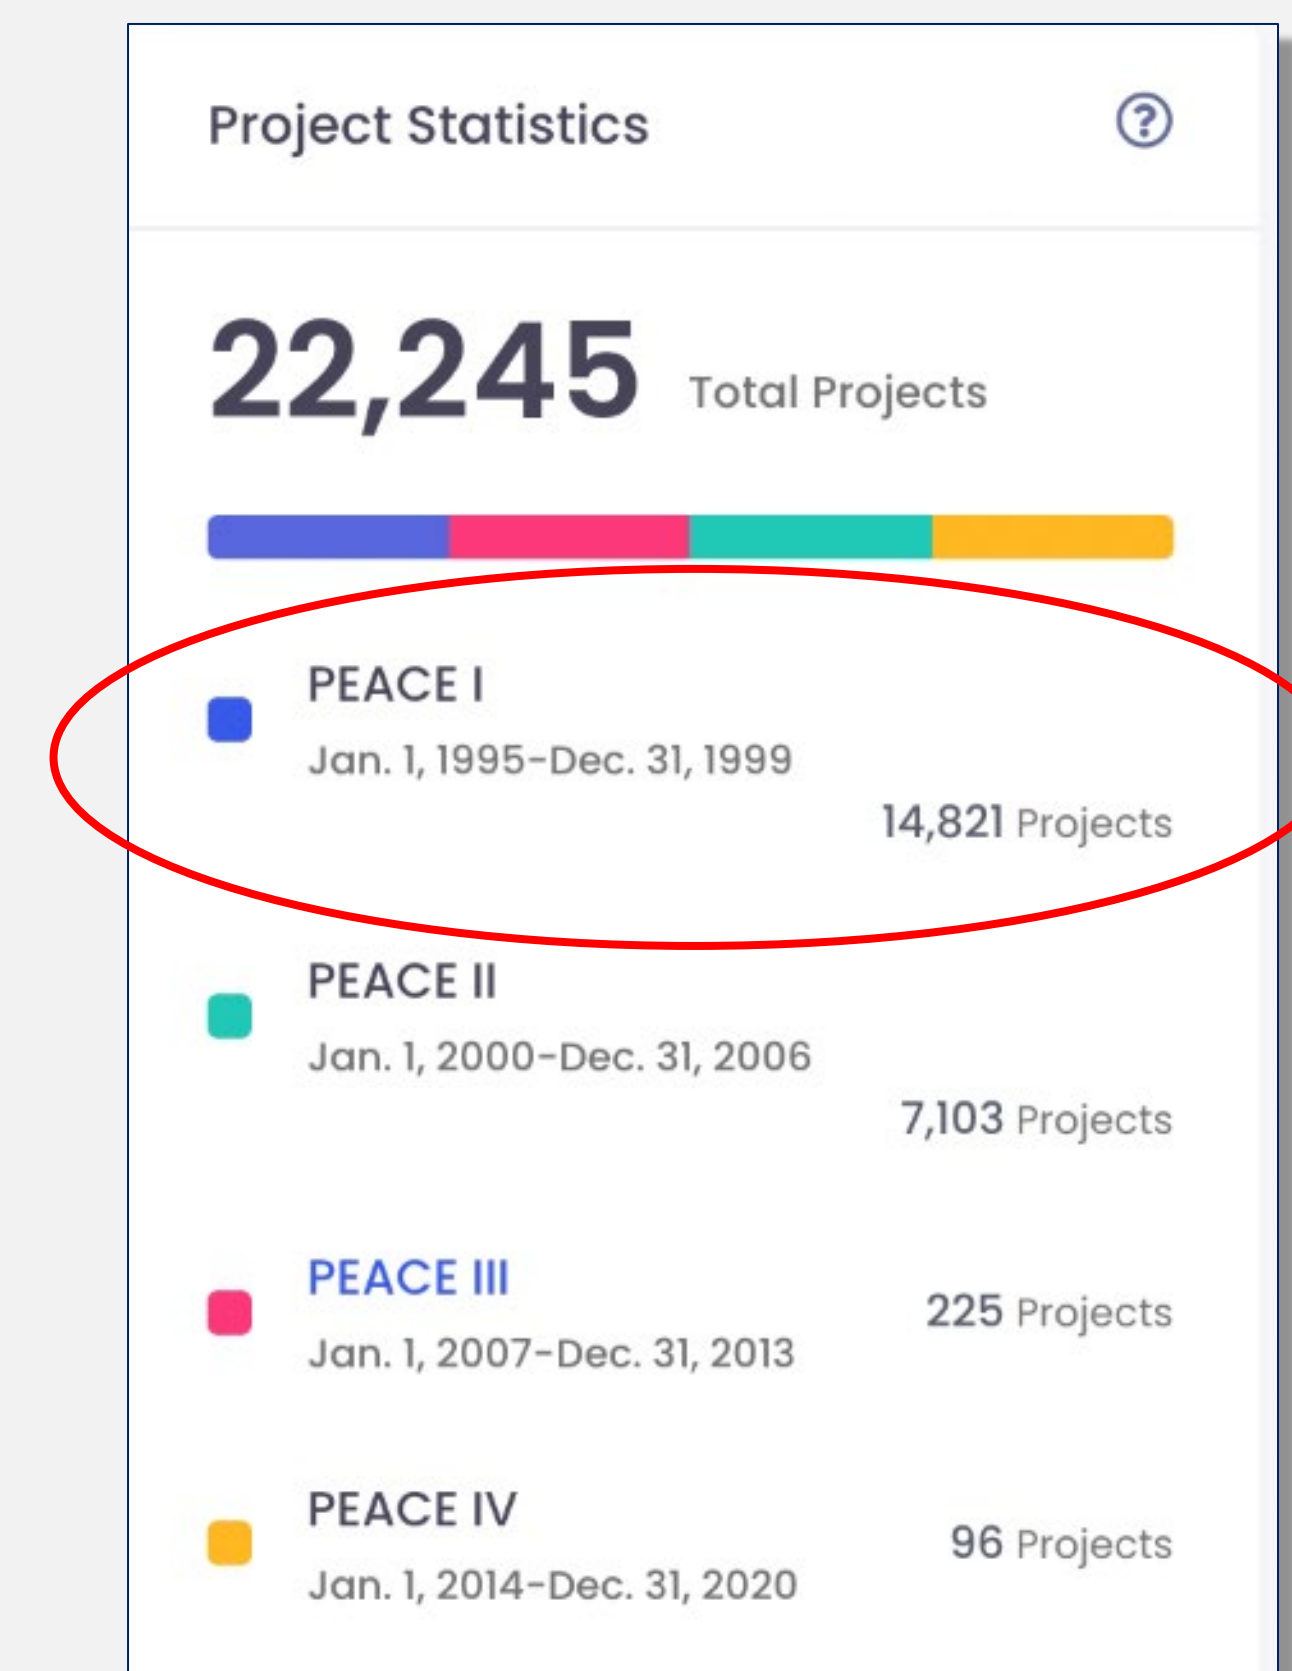 Project Statistics
22,245 Total Projects
PEACE I
Jan. 1, 1995-Dec. 31, 1999
14,821 Projects
PEACE II
Jan. 1, 2000-Dec. 31, 2006
7,103 Projects
PEACE III
225 Projects
Jan. 1, 2007-Dec. 31, 2013
PEACE IV
96 Projects
Jan. 1, 2014-Dec. 31, 2020